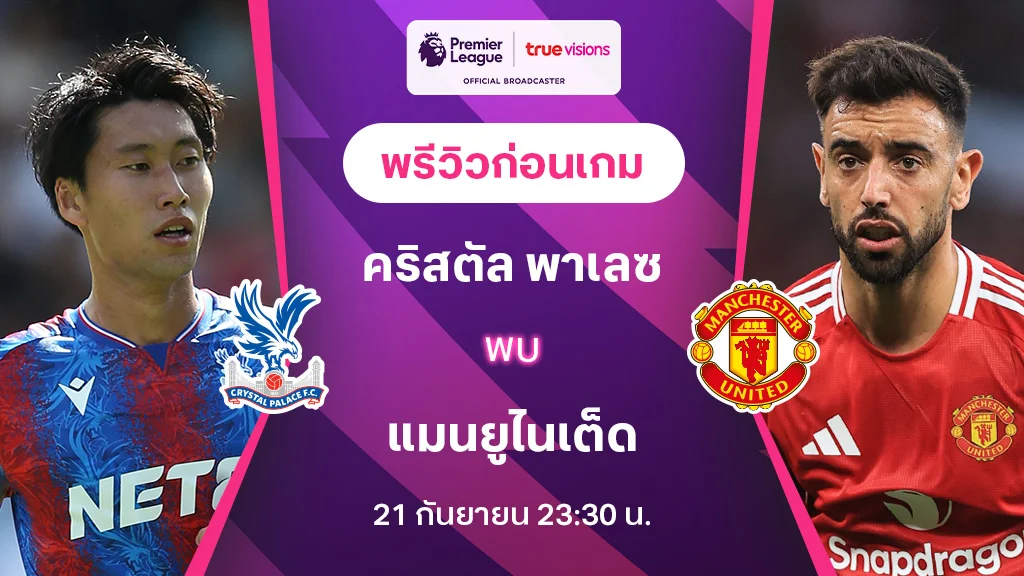 Premier
League
true visions
OFFICIAL BROADCASTER
พรีวิวก่อนเกม
คริสตัล พาเลซ
พบ
แมนยูไนเต็ด
21 กันยายน 23:30 น.
CRYSTAL PALACE F.C.
MANCHESTER
UNITED
MANCHESTER
UNITED
NET
Snapdrago